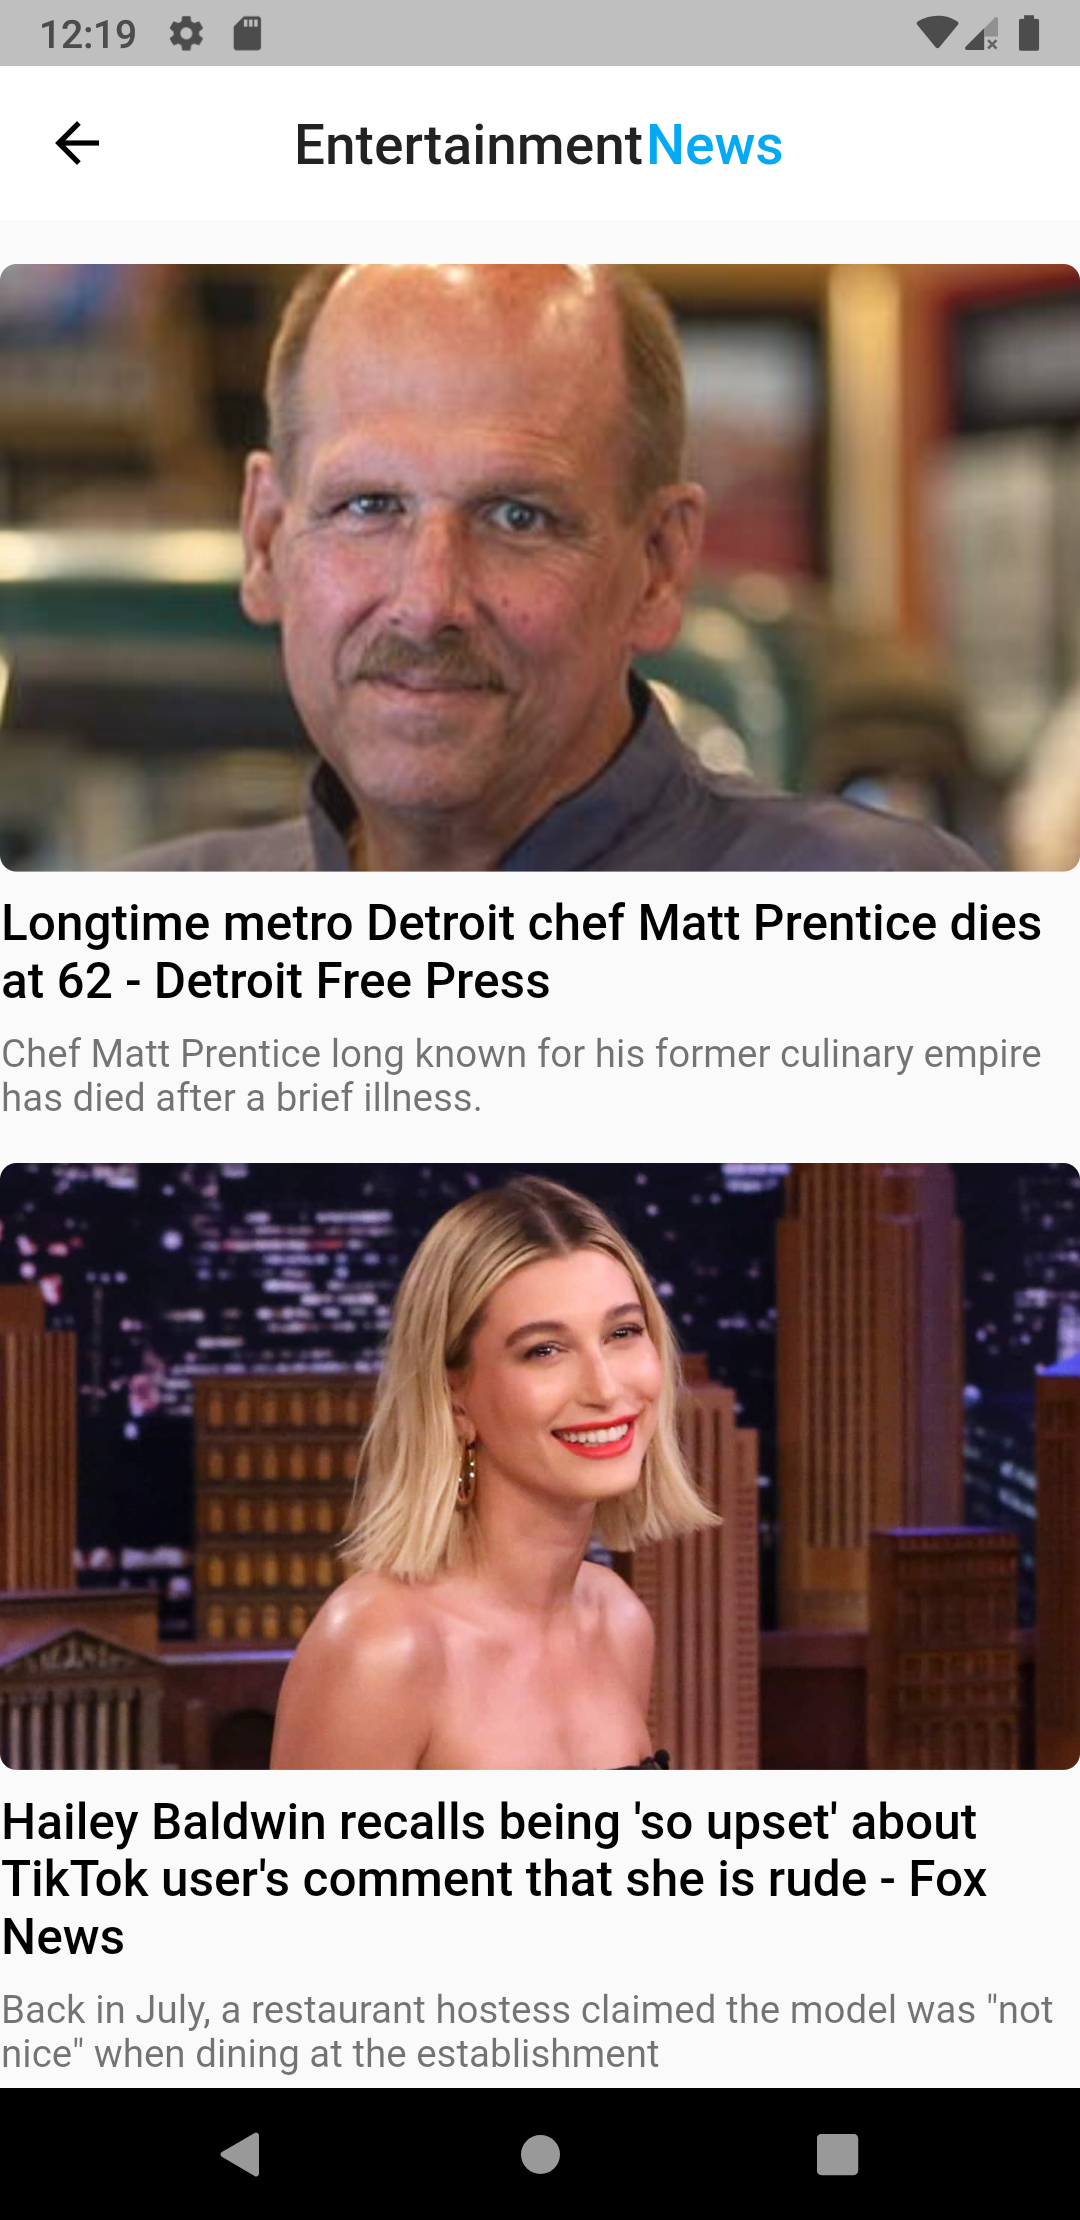 12:19
EntertainmentNews
Longtime metro Detroit chef Matt Prentice dies
at 62 - Detroit Free Press
Chef Matt Prentice long known for his former culinary empire
has died after a brief illness.
Hailey Baldwin recalls being 'so upset' about
TikTok user's comment that she is rude - Fox
News
Back in July, a restaurant hostess claimed the model was "not
nice" when dining at the establishment